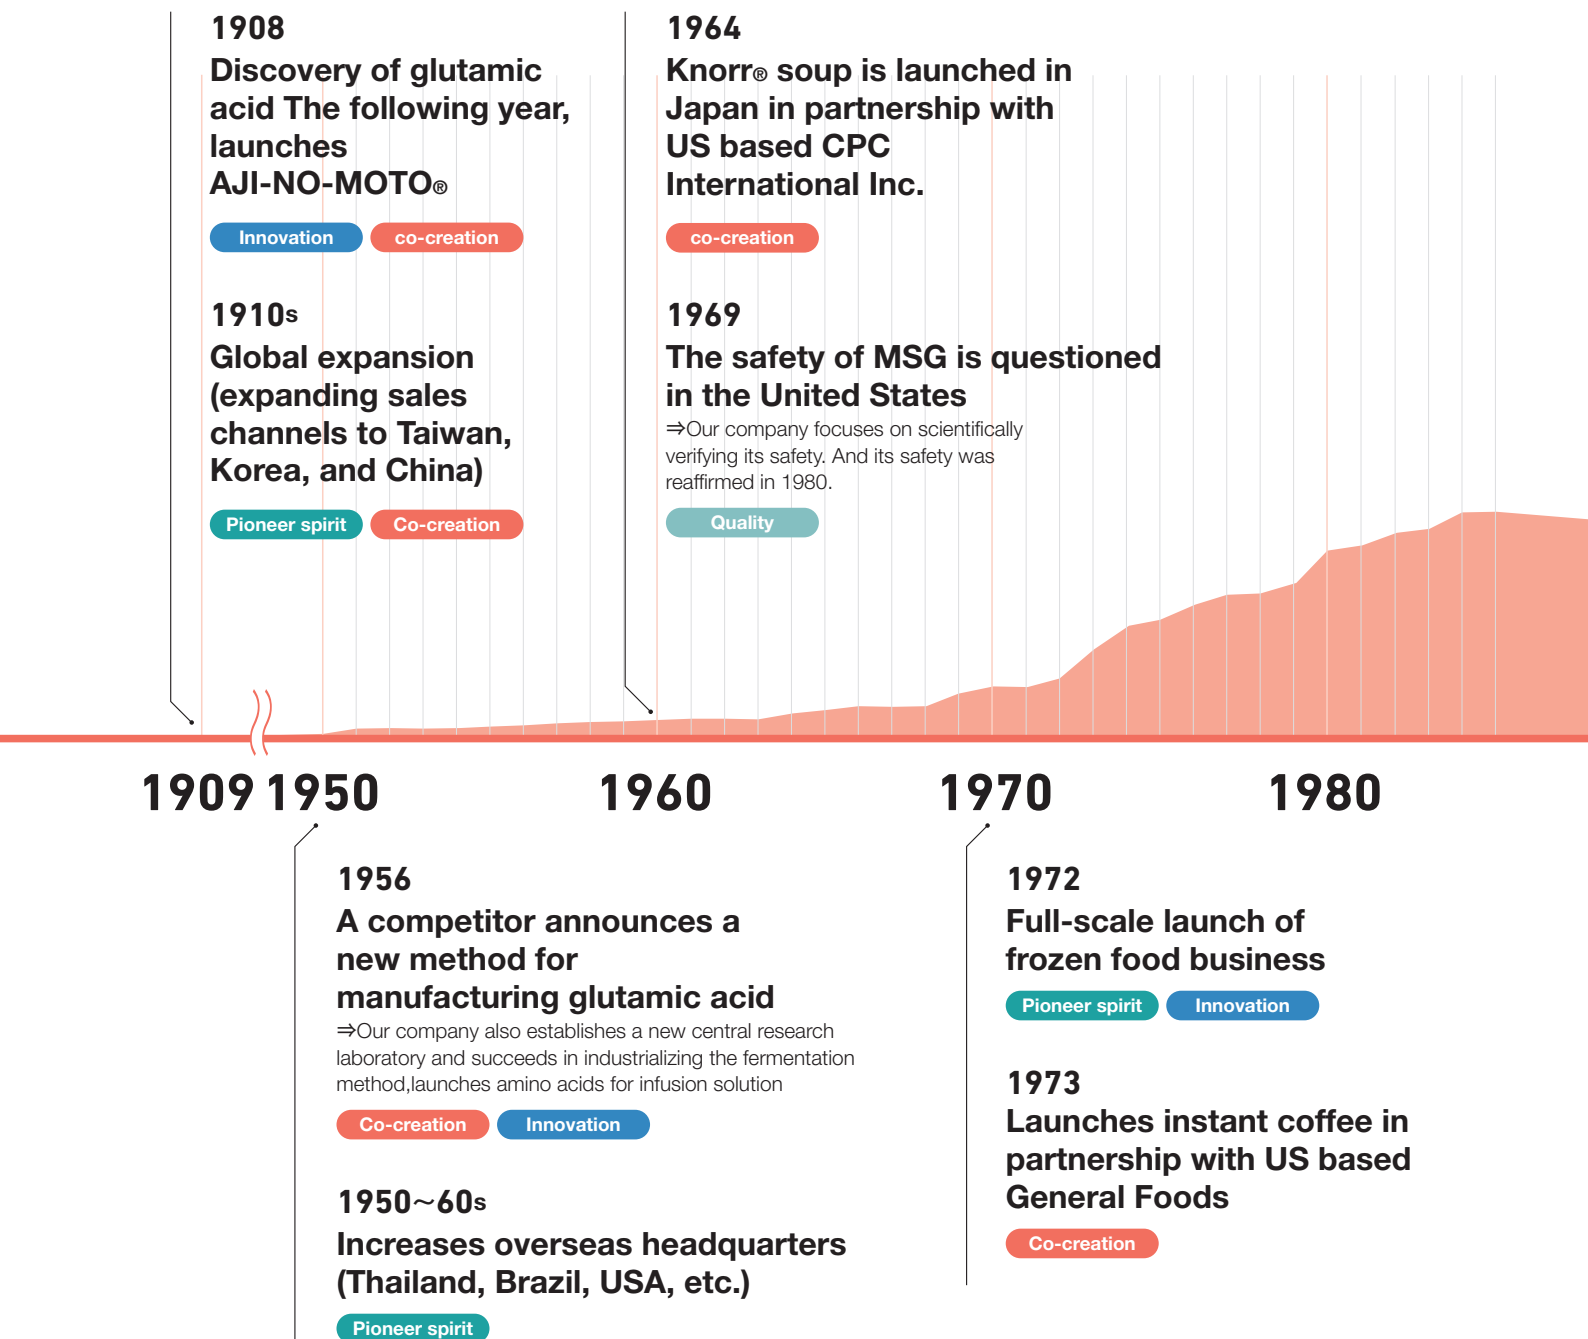 1908
Discovery of glutamic
acid The following year,
launches
AJI-NO-MOTO®
Innovation co-creation
1910s
Global expansion
(expanding sales
channels to Taiwan,
Korea, and China)
Pioneer spirit Co-creation
1964
Knorr® soup is launched in
Japan in partnership with
US based CPC
International Inc.
co-creation
1969
The safety of MSG is questioned
in the United States
⇒Our company focuses on scientifically
verifying its safety. And its safety was
reaffirmed in 1980.
Quality
1909 1950 1960 1970 1980
1956
A competitor announces a
new method for
manufacturing glutamic acid
⇒Our company also establishes a new central research
laboratory and succeeds in industrializing the fermentation
method,launches amino acids for infusion solution
Co-creation Innovation
1950~60s
Increases overseas headquarters
(Thailand, Brazil, USA, etc.)
Pioneer spirit
1972
Full-scale launch of
frozen food business
Pioneer spirit Innovation
1973
Launches instant coffee in
partnership with US based
General Foods
Co-creation